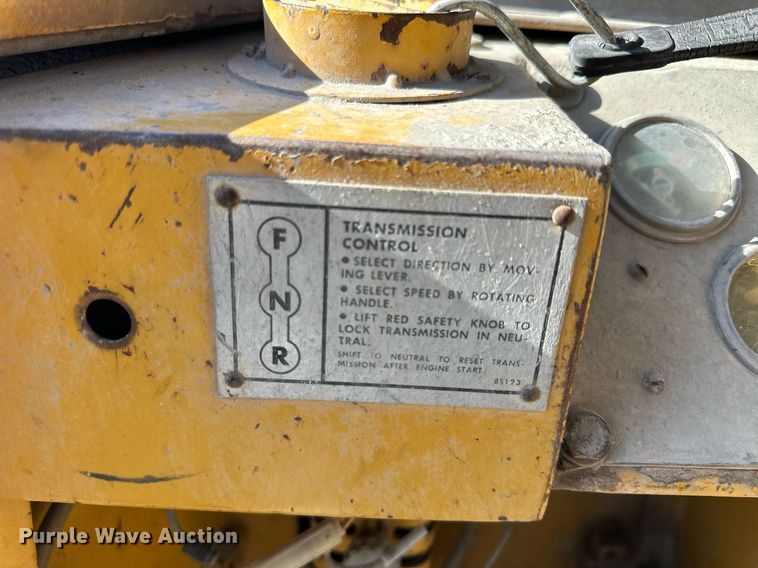 F
N
R
TRANSMISSION
CONTROL
• SELECT DIRECTION BY MOV-
ING LEVER.
• SELECT SPEED BY ROTATING
HANDLE.
• LIFT RED SAFETY KNOB TO
LOCK TRANSMISSION IN NEU-
TRAL.
SHIFT TO NEUTRAL TO RESET TRANS-
MISSION AFTER ENGINE START.
8S123
Purple Wave Auction